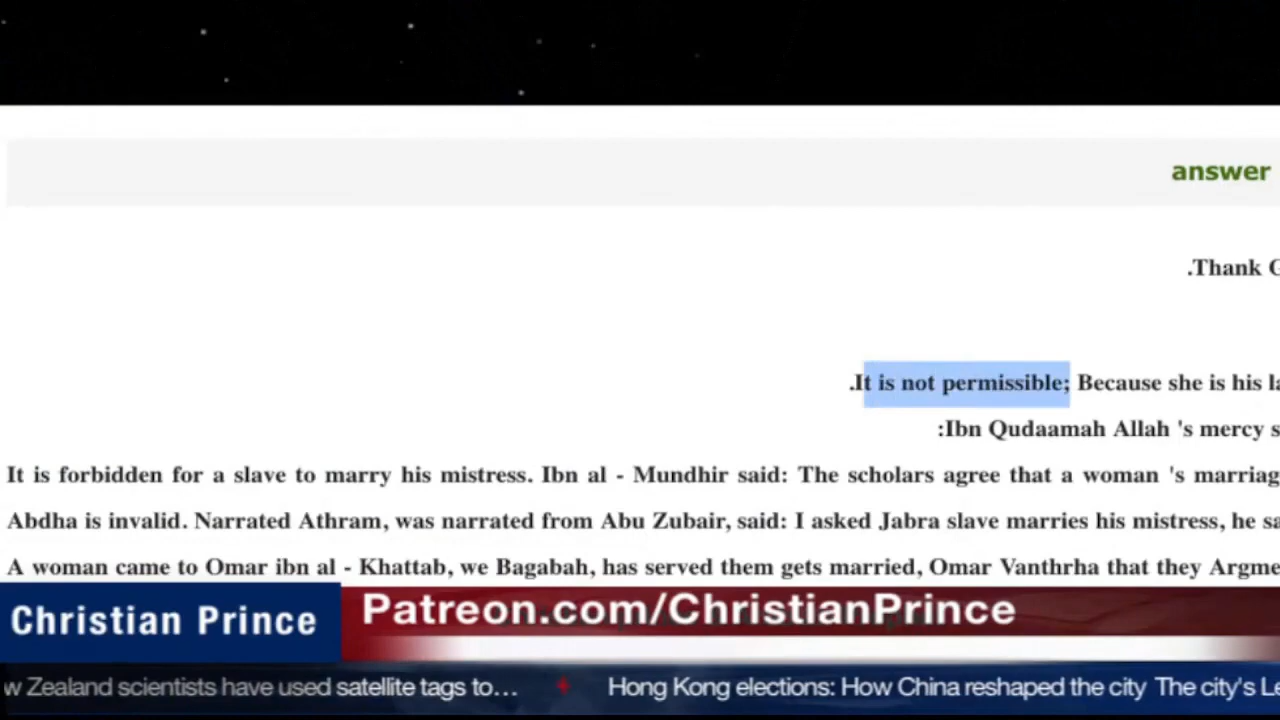 answer
.Thank G
.It is not permissible; Because she is his la
:Ibn Qudaamah Allah 's mercy s
It is forbidden for a slave to marry his mistress. Ibn al - Mundhir said: The scholars agree that a woman 's marriag
Abdha is invalid. Narrated Athram, was narrated from Abu Zubair, said: I asked Jabra slave marries his mistress, he sa
A woman came to Omar ibn al - Khattab, we Bagabah, has served them gets married, Omar Vanthrha that they Argme
Christian Prince
Patreon.com/ChristianPrince
w Zealand scientists have used satellite tags to... Hong Kong elections: How China reshaped the city The city's Le